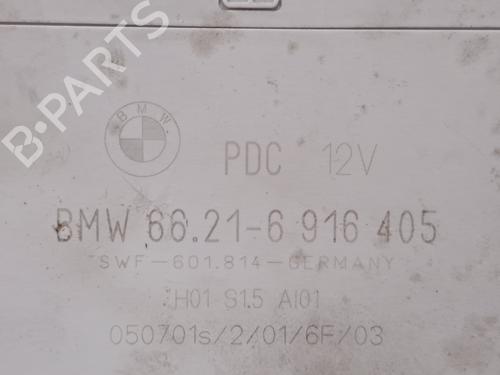 B-PARTS
BMW
PDC 12V
BMW 66.21-6 916 405
SWF-601.814-GERMANY
H01 S1.5 AI01
050701s/2/01/6F/03